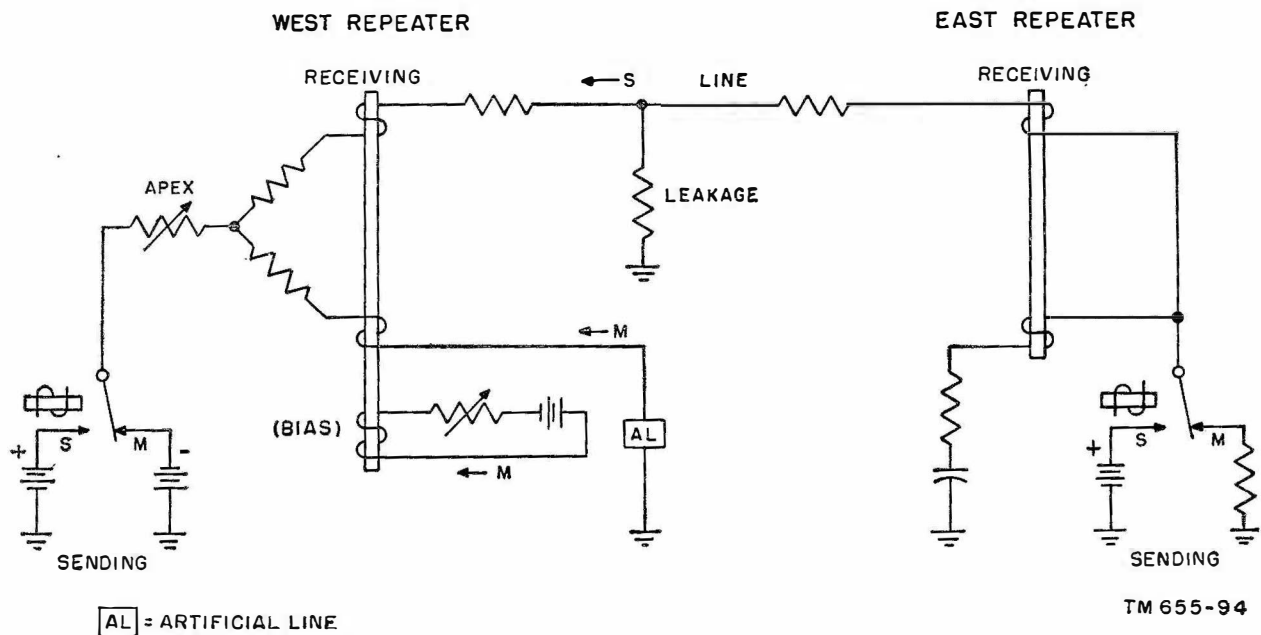 WEST REPEATER
EAST REPEATER
RECEIVING
S
LINE
RECEIVING
APEX
LEAKAGE
M
(BIAS)
AL
M
+
S
M
-
+
S
M
SENDING
SENDING
AL = ARTIFICIAL LINE
TM 655-94